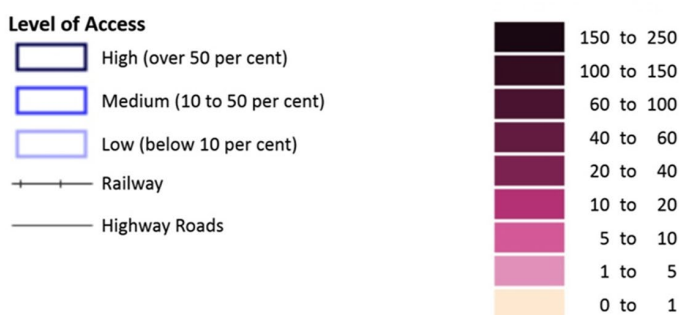 Level of Access
High (over 50 per cent)
Medium (10 to 50 per cent)
Low (below 10 per cent)
Railway
Highway Roads
150 to 250
100 to 150
60 to 100
40 to 60
20 to 40
10 to 20
5 to 10
1 to 5
0 to 1